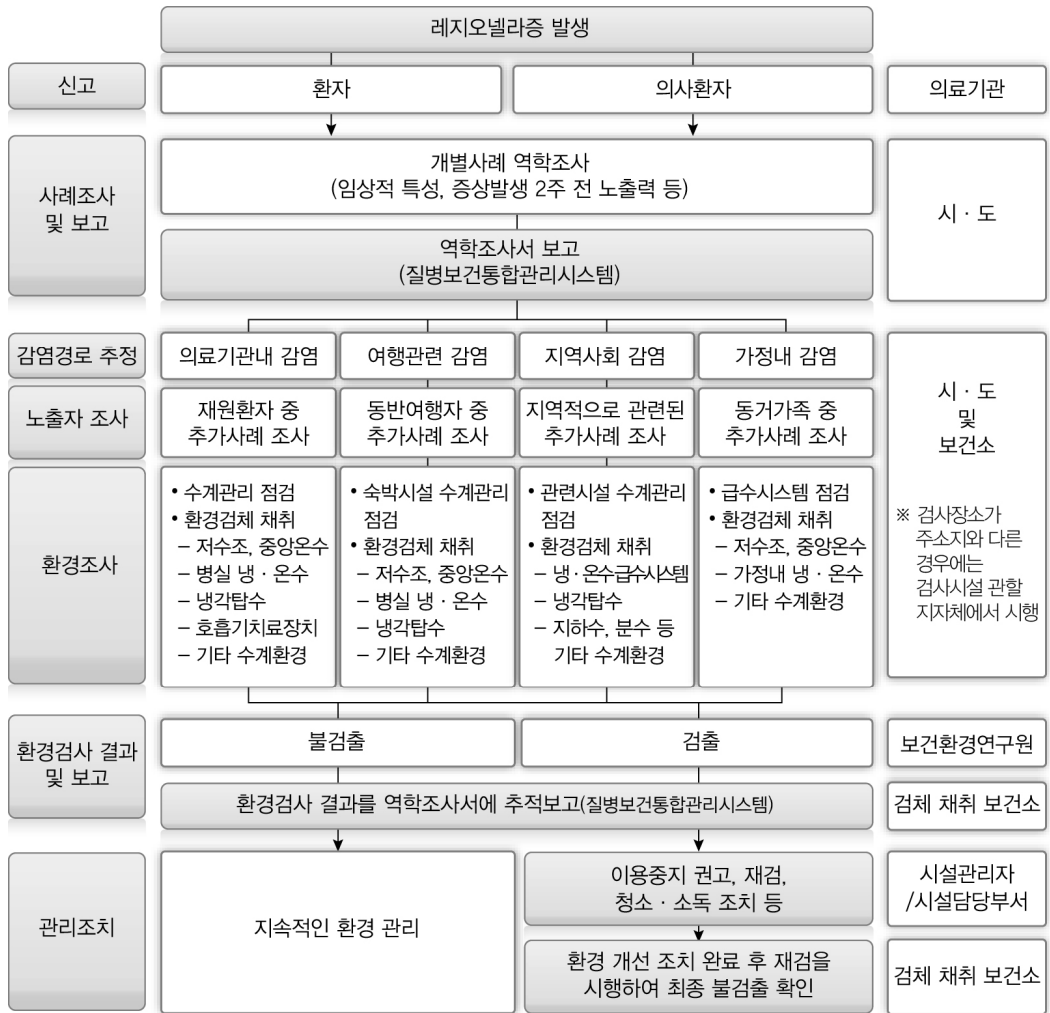 레지오넬라증 발생
신고
환자
의사환자
의료기관
사례조사
및 보고
개별사례 역학조사
(임상적 특성, 증상발생 2주 전 노출력 등)
역학조사서 보고
(질병보건통합관리시스템)
시 · 도
감염경로 추정
의료기관내 감염
여행관련 감염
지역사회 감염
가정내 감염
노출자 조사
재원환자 중
추가사례 조사
동반여행자 중
추가사례 조사
지역적으로 관련된
추가사례 조사
동거가족 중
추가사례 조사
환경조사
• 수계관리 점검
• 환경검체 채취
– 저수조, 중앙온수
– 병실 냉 · 온수
– 냉각탑수
– 호흡기치료장치
– 기타 수계환경
• 숙박시설 수계관리
점검
• 환경검체 채취
– 저수조, 중앙온수
– 병실 냉 · 온수
– 냉각탑수
– 기타 수계환경
• 관련시설 수계관리
점검
• 환경검체 채취
– 냉·온수급수시스템
– 냉각탑수
– 지하수, 분수 등
기타 수계환경
• 급수시스템 점검
• 환경검체 채취
– 저수조, 중앙온수
– 가정내 냉 · 온수
– 기타 수계환경
시 · 도
및
보건소
※ 검사장소가
주소지와 다른
경우에는
검사시설 관할
지자체에서 시행
환경검사 결과
및 보고
불검출
검출
보건환경연구원
환경검사 결과를 역학조사서에 추적보고(질병보건통합관리시스템)
검체 채취 보건소
관리조치
지속적인 환경 관리
이용중지 권고, 재검,
청소 · 소독 조치 등
시설관리자
/시설담당부서
환경 개선 조치 완료 후 재검을
시행하여 최종 불검출 확인
검체 채취 보건소